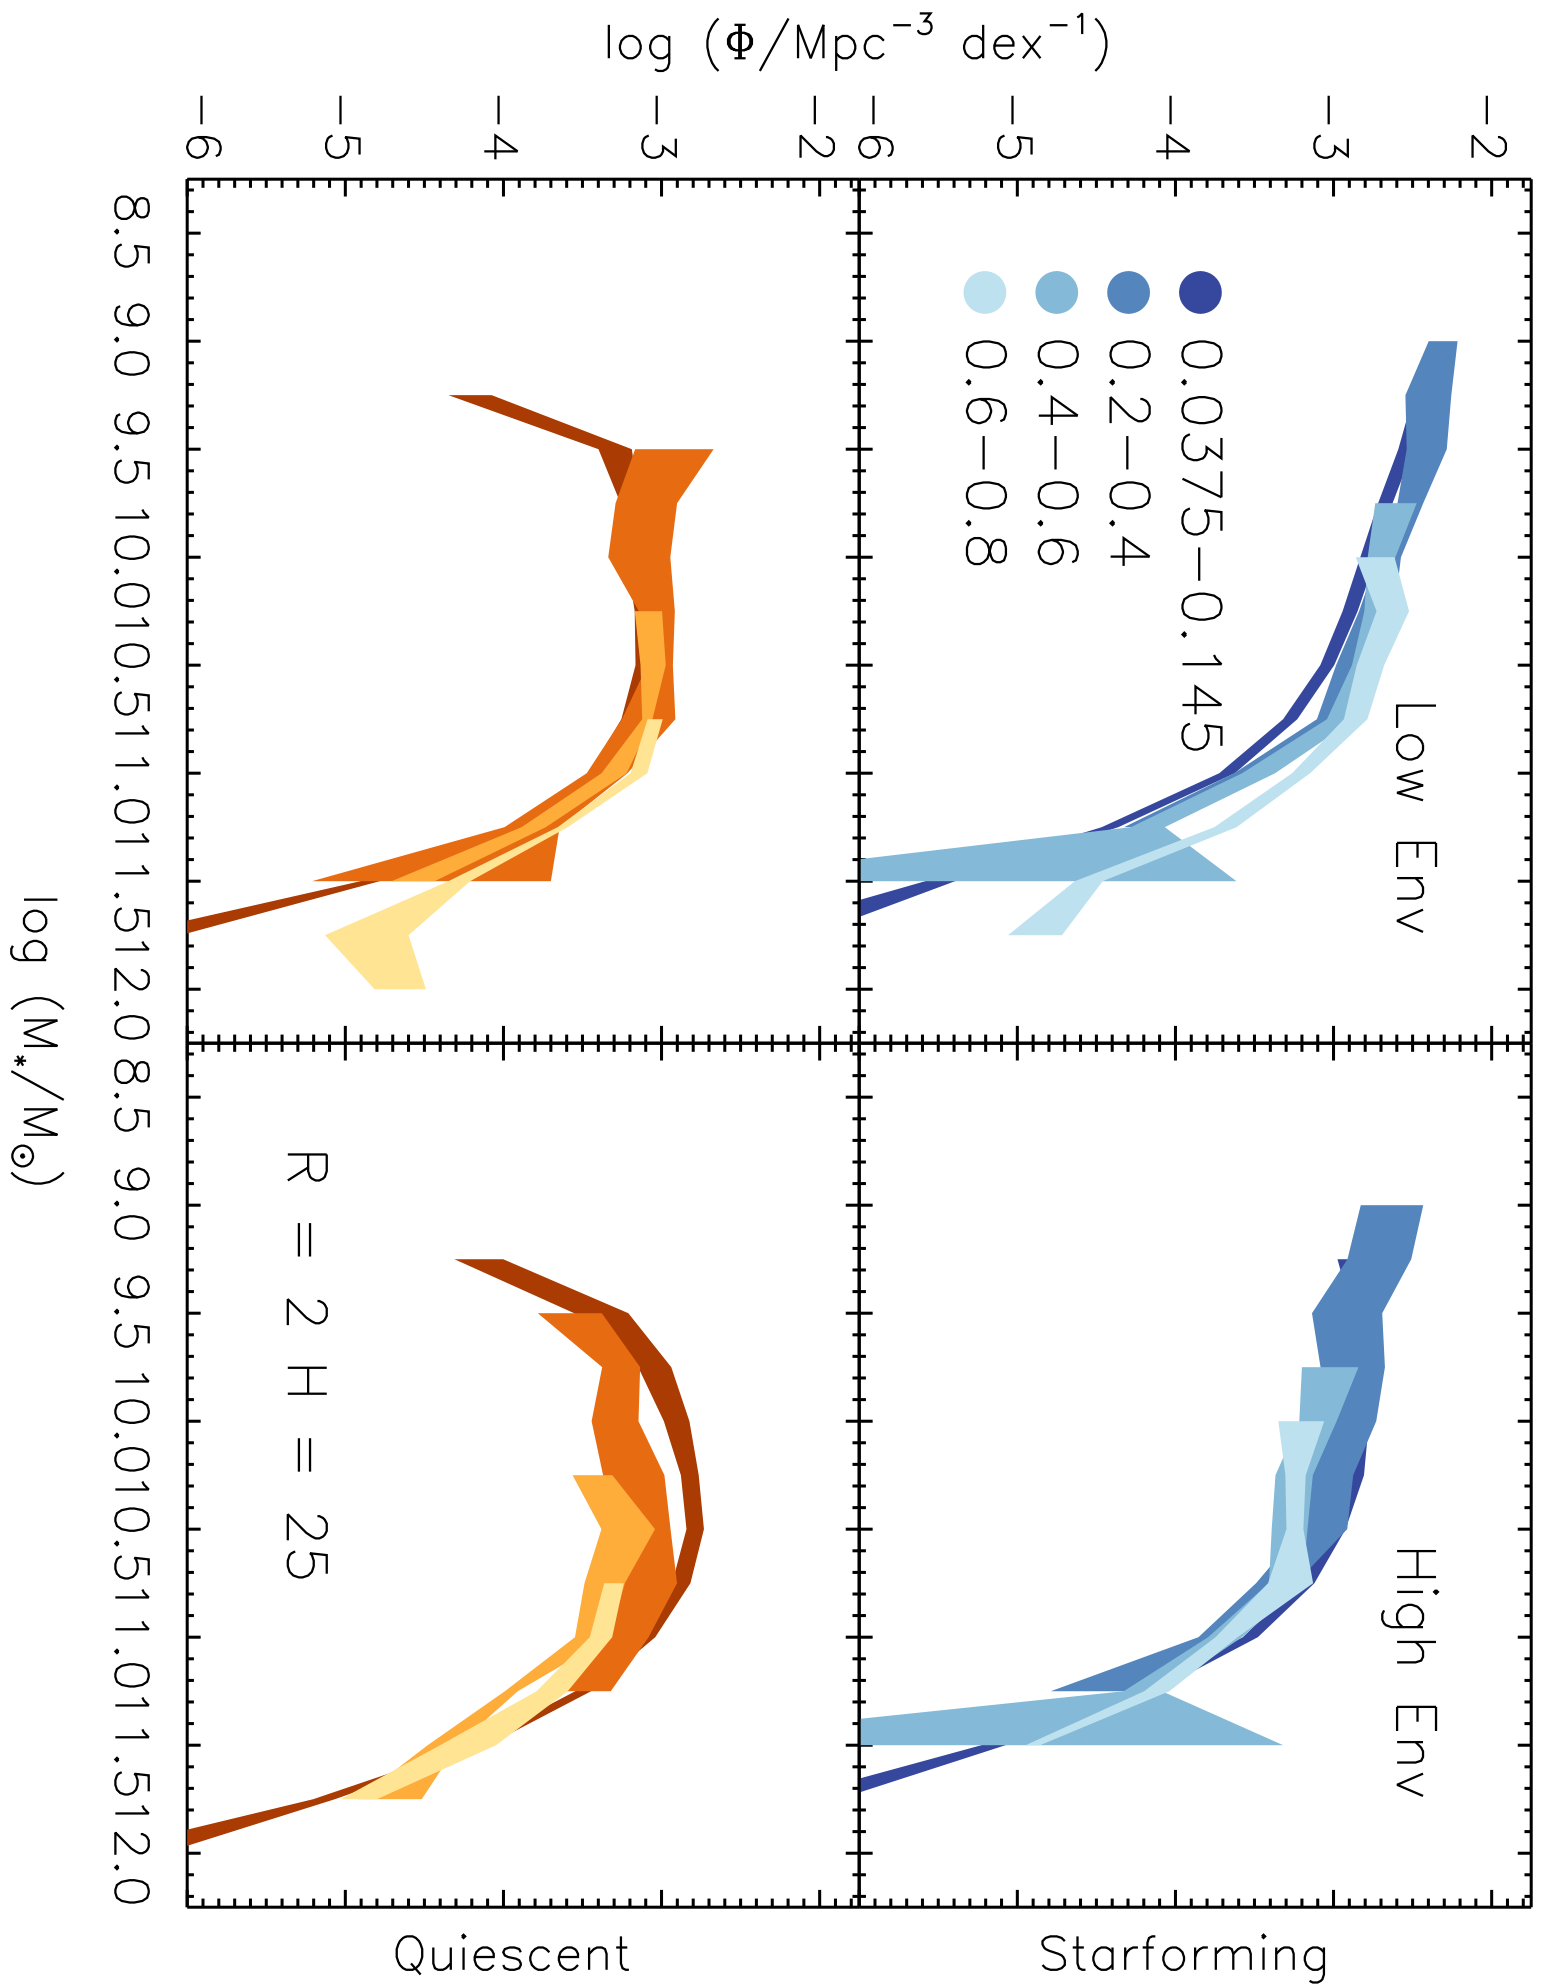 Low Env
High Env
0.0375−0.145
0.2−0.4
0.4−0.6
0.6−0.8
−2
−3
−4
−5
−6
Starforming
−2
−3
−4
−5
−6
Quiescent
R = 2 H = 25
log (Φ/Mpc⁻³ dex⁻¹)
8.5 9.0 9.5 10.0 10.5 11.0 11.5 12.0
8.5 9.0 9.5 10.0 10.5 11.0 11.5 12.0
log (M*/M⊙)